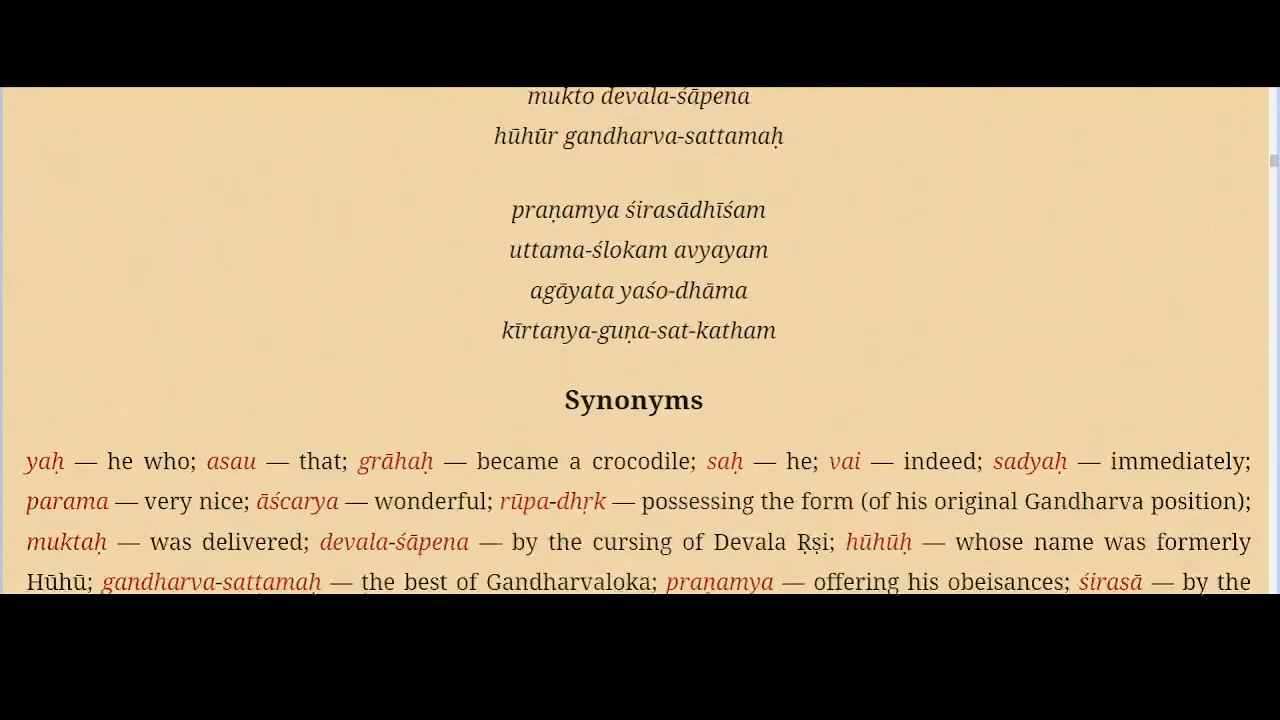 mukto devala-śāpena
hūhūr gandharva-sattamaḥ
praṇamya śirasādhīśam
uttama-ślokam avyayam
agāyata yaśo-dhāma
kīrtanya-guṇa-sat-katham
Synonyms
yaḥ — he who; asau — that; grāhaḥ — became a crocodile; saḥ — he; vai — indeed; sadyaḥ — immediately;
parama — very nice; āścarya — wonderful; rūpa-dhṛk — possessing the form (of his original Gandharva position);
muktaḥ — was delivered; devala-śāpena — by the cursing of Devala Ṛṣi; hūhūḥ — whose name was formerly
Hūhū; gandharva-sattamaḥ — the best of Gandharvaloka; praṇamya — offering his obeisances; śirasā — by the